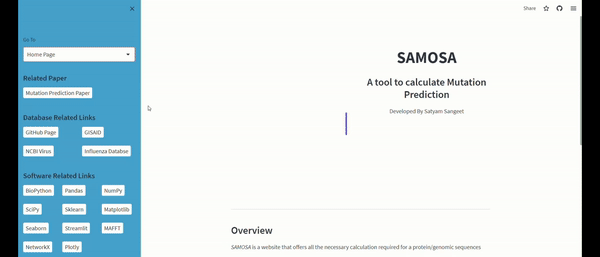 Go To
Home Page
Related Paper
Mutation Prediction Paper
Database Related Links
GitHub Page GISAID
NCBI Virus Influenza Databse
Software Related Links
BioPython Pandas NumPy
SciPy Sklearn Matplotlib
Seaborn Streamlit MAFFT
NetworkX Plotly
Share
SAMOSA
A tool to calculate Mutation
Prediction
Developed By Satyam Sangeet
Overview
SAMOSA is a website that offers all the necessary calculation required for a protein/genomic sequences